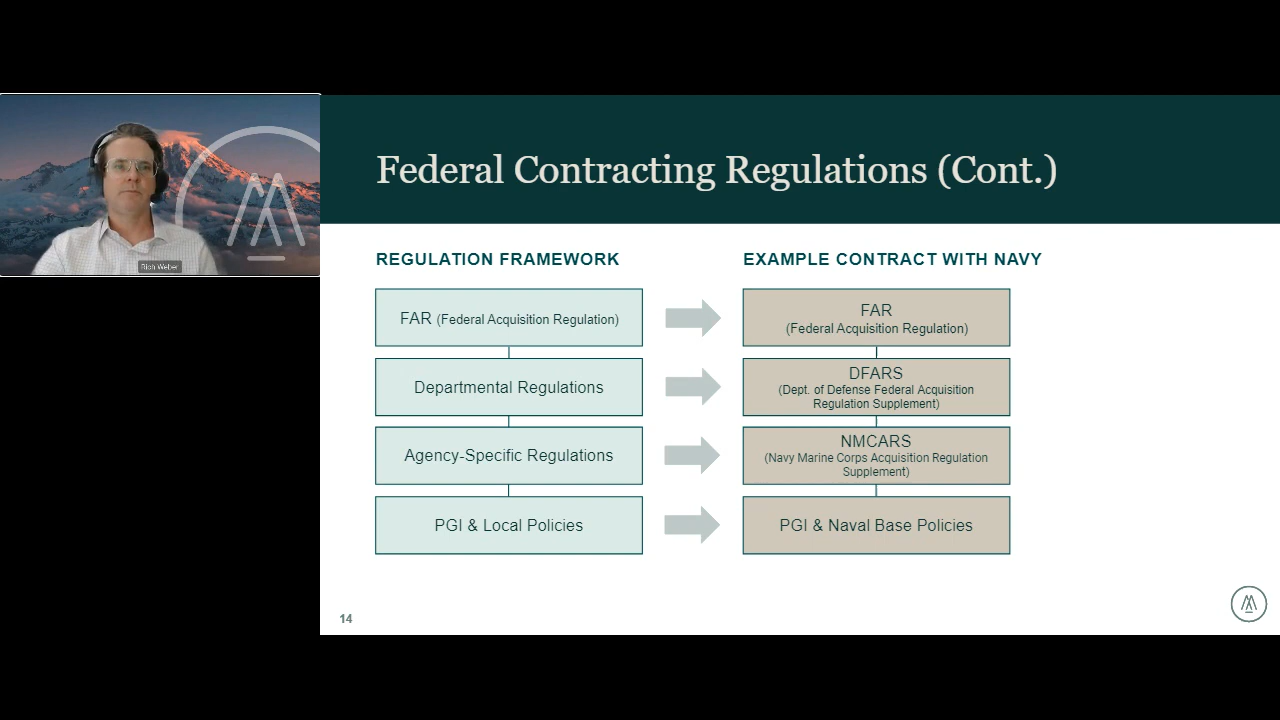 Federal Contracting Regulations (Cont.)
Rich Weber
REGULATION FRAMEWORK
FAR (Federal Acquisition Regulation)
Departmental Regulations
Agency-Specific Regulations
PGI & Local Policies
EXAMPLE CONTRACT WITH NAVY
FAR
(Federal Acquisition Regulation)
DFARS
(Dept. of Defense Federal Acquisition
Regulation Supplement)
NMCARS
(Navy Marine Corps Acquisition Regulation
Supplement)
PGI & Naval Base Policies
14